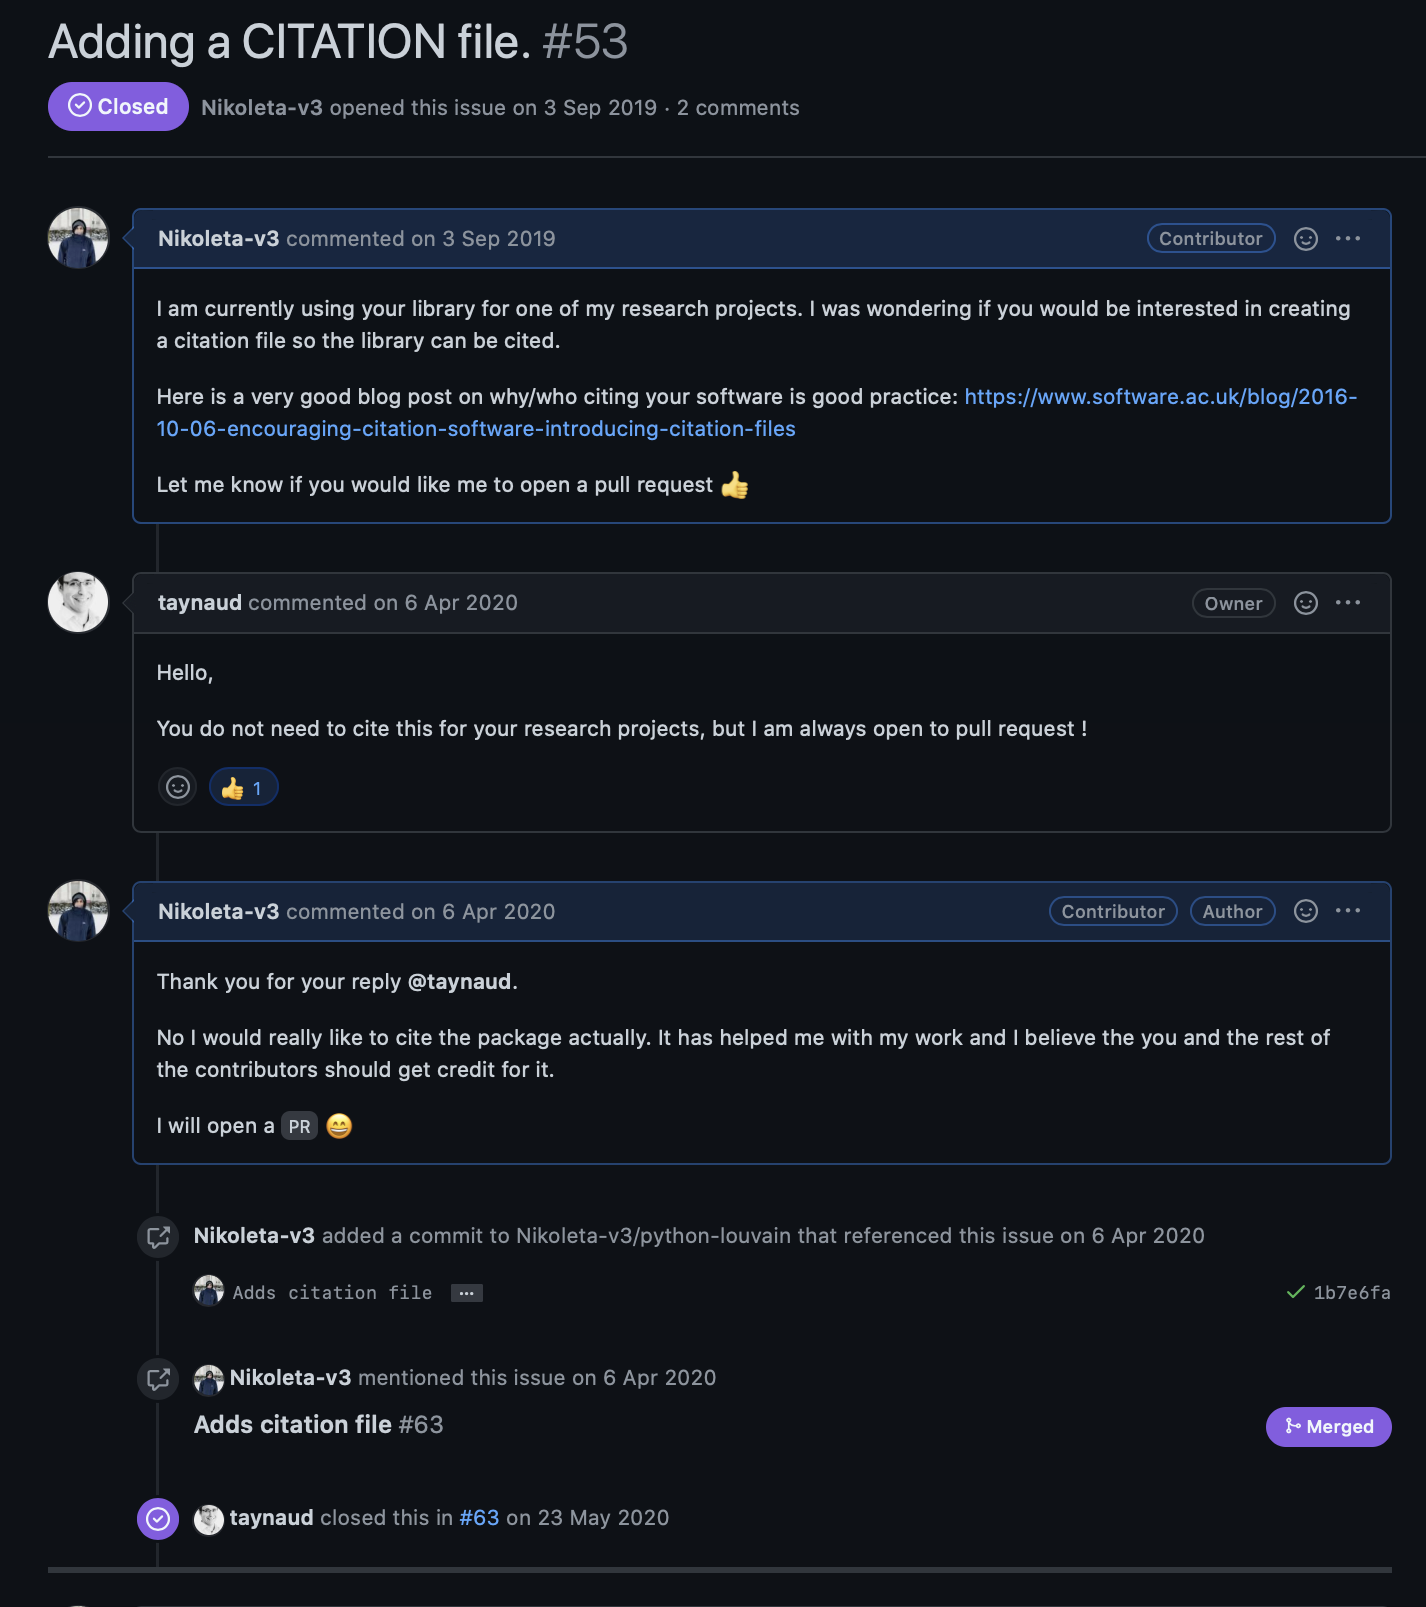 Adding a CITATION file. #53
Closed Nikoleta-v3 opened this issue on 3 Sep 2019 · 2 comments
Nikoleta-v3 commented on 3 Sep 2019 Contributor
I am currently using your library for one of my research projects. I was wondering if you would be interested in creating
a citation file so the library can be cited.
Here is a very good blog post on why/who citing your software is good practice: https://www.software.ac.uk/blog/2016-
10-06-encouraging-citation-software-introducing-citation-files
Let me know if you would like me to open a pull request 👍
taynaud commented on 6 Apr 2020 Owner
Hello,
You do not need to cite this for your research projects, but I am always open to pull request !
👍 1
Nikoleta-v3 commented on 6 Apr 2020 Contributor Author
Thank you for your reply @taynaud.
No I would really like to cite the package actually. It has helped me with my work and I believe the you and the rest of
the contributors should get credit for it.
I will open a PR 😄
Nikoleta-v3 added a commit to Nikoleta-v3/python-louvain that referenced this issue on 6 Apr 2020
Adds citation file ... 1b7e6fa
Nikoleta-v3 mentioned this issue on 6 Apr 2020
Adds citation file #63 Merged
taynaud closed this in #63 on 23 May 2020